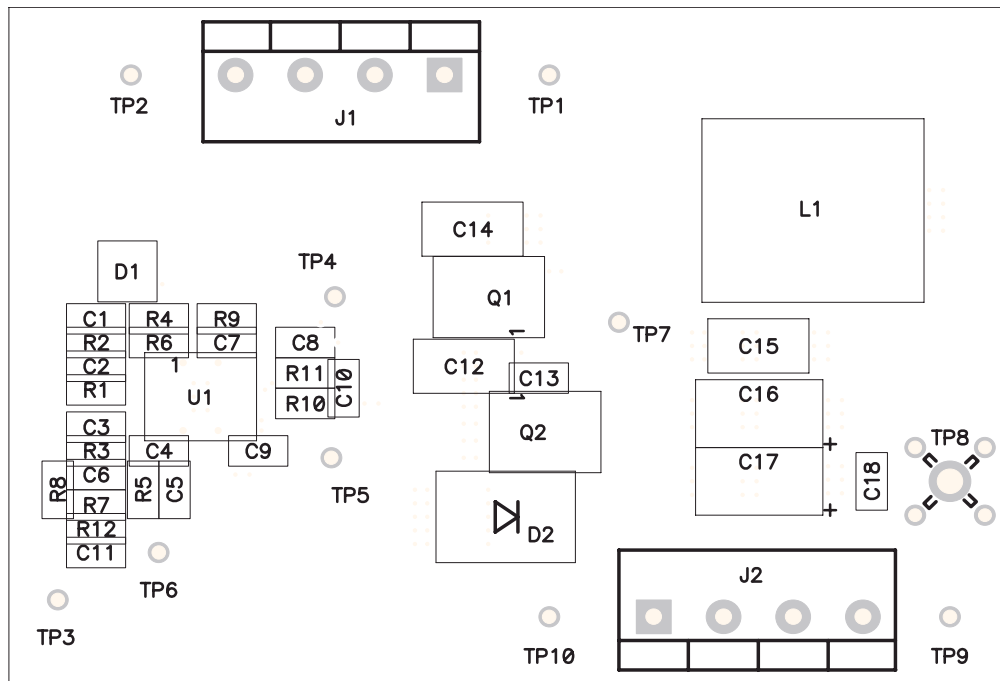 TP2
J1
TP1
L1
C14
D1
TP4
Q1
1
C1
R4
R9
TP7
R2
R6
C7
C8
C15
C2
1
R11
C12
C13
R1
U1
R10
C10
1
C16
C3
Q2
+
TP8
R3
C4
C9
C17
C6
R8
R5
C5
TP5
C18
R7
+
R12
D2
C11
TP6
J2
TP3
TP10
TP9